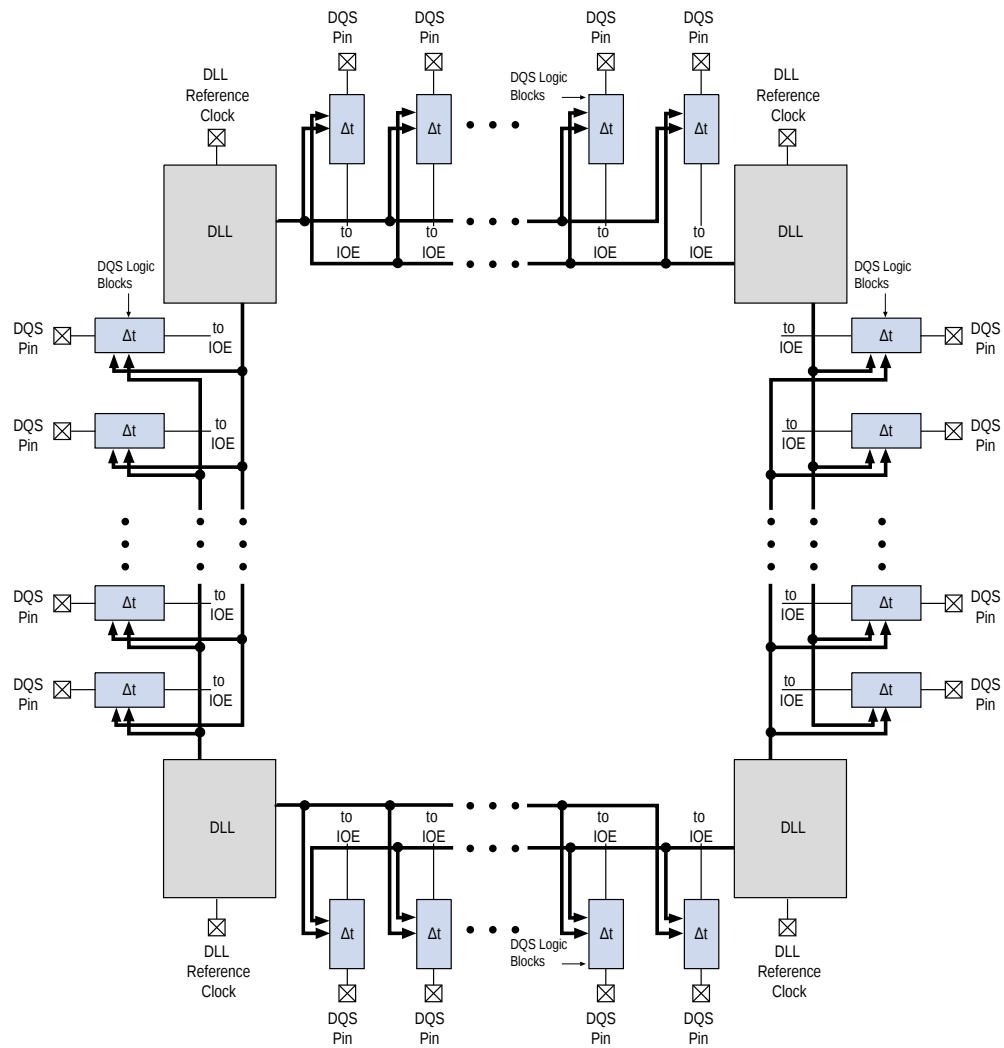 DQS
Pin
DQS
Pin
DQS
Pin
DQS
Pin
DLL
Reference
Clock
DQS Logic
Blocks
DLL
Reference
Clock
Δt
Δt
Δt
Δt
DLL
DLL
to
IOE
to
IOE
to
IOE
to
IOE
DQS Logic
Blocks
DQS Logic
Blocks
DQS
Pin
Δt
to
IOE
to
IOE
Δt
DQS
Pin
DQS
Pin
Δt
to
IOE
to
IOE
Δt
DQS
Pin
DQS
Pin
Δt
to
IOE
to
IOE
Δt
DQS
Pin
DQS
Pin
Δt
to
IOE
to
IOE
Δt
DQS
Pin
DLL
DLL
to
IOE
to
IOE
to
IOE
to
IOE
Δt
Δt
Δt
Δt
DLL
Reference
Clock
DQS Logic
Blocks
DLL
Reference
Clock
DQS
Pin
DQS
Pin
DQS
Pin
DQS
Pin